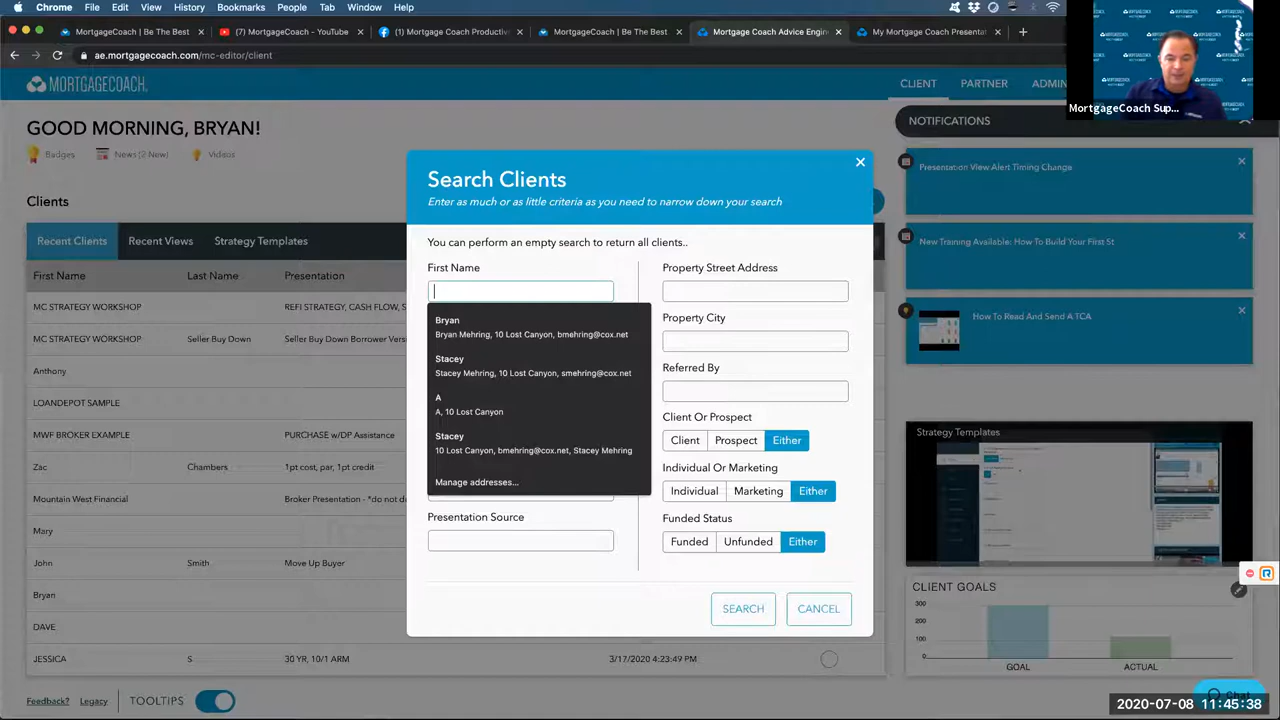 Chrome File Edit View History Bookmarks People Tab Window Help
MortgageCoach | Be The Best
(7) MortgageCoach - YouTube
(1) Mortgage Coach Productiv
MortgageCoach | Be The Best
Mortgage Coach Advice Engin
My Mortgage Coach Presentat
ae.mortgagecoach.com/mc-editor/client
MORTGAGECOACH
CLIENT PARTNER ADMIN
MortgageCoach Sup...
GOOD MORNING, BRYAN!
Badges News (2 New) Videos
NOTIFICATIONS
Presentation View Alert Timing Change
New Training Available: How To Build Your First St
How To Read And Send A TCA
Clients
Recent Clients Recent Views Strategy Templates
First Name Last Name Presentation
MC STRATEGY WORKSHOP REFI STRATEGY, CASH FLOW, S
MC STRATEGY WORKSHOP Seller Buy Down Borrower Vers
Anthony
LOANDEPOT SAMPLE
MWF BROKER EXAMPLE PURCHASE w/DP Assistance
Zac Chambers 1pt cost, par, 1pt credit
Mountain West Financial Broker Presentation - *do not d
Mary
John Smith Move Up Buyer
Bryan
DAVE
JESSICA S 30 YR, 10/1 ARM 3/17/2020 4:23:49 PM
Search Clients
Enter as much or as little criteria as you need to narrow down your search
You can perform an empty search to return all clients..
First Name
Bryan
Bryan Mehring, 10 Lost Canyon, bmehring@cox.net
Stacey
Stacey Mehring, 10 Lost Canyon, smehring@cox.net
A
A, 10 Lost Canyon
Stacey
10 Lost Canyon, bmehring@cox.net, Stacey Mehring
Manage addresses...
Presentation Source
Property Street Address
Property City
Referred By
Client Or Prospect
Client Prospect Either
Individual Or Marketing
Individual Marketing Either
Funded Status
Funded Unfunded Either
SEARCH CANCEL
Strategy Templates
CLIENT GOALS
300
200
100
0
GOAL ACTUAL
Feedback? Legacy TOOLTIPS
Chat
2020-07-08 11:45:38